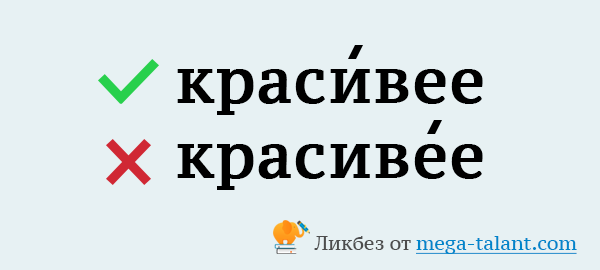 краси́вее
красиве́е
Ликбез от mega-talant.com